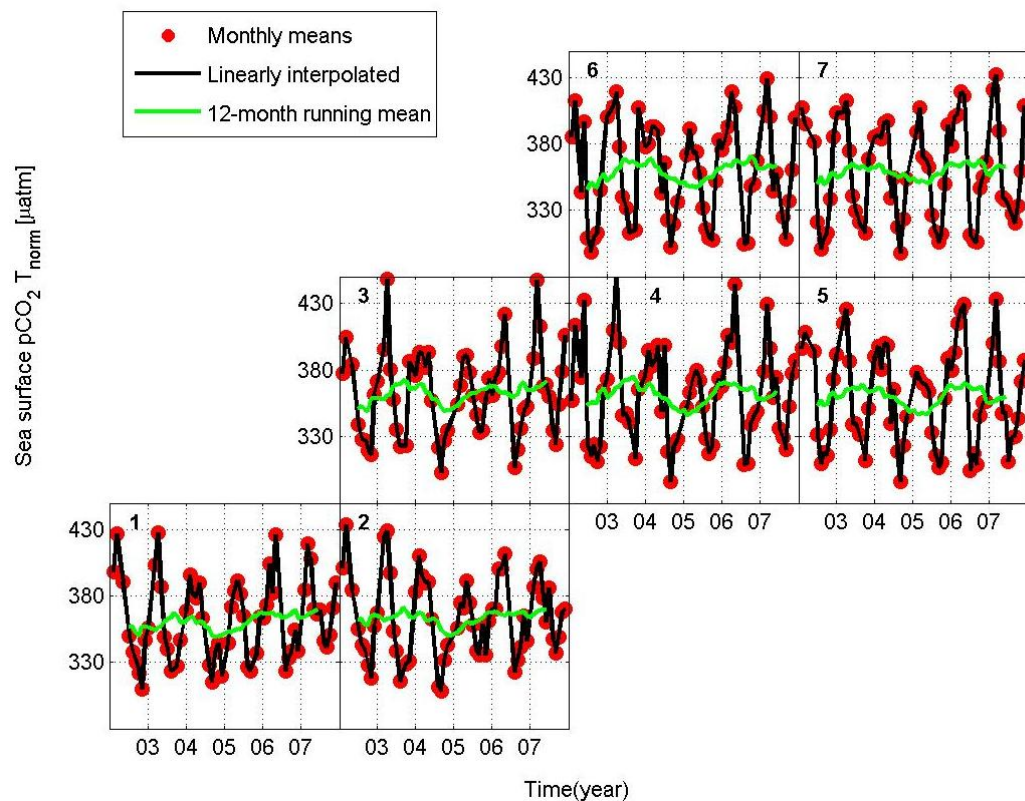 Monthly means
Linearly interpolated
12-month running mean
Sea surface pCO2 Tnorm [µatm]
6 7
430
380
330
3 4 5
430
380
330
03 04 05 06 07 03 04 05 06 07
1 2
430
380
330
03 04 05 06 07 03 04 05 06 07
Time(year)